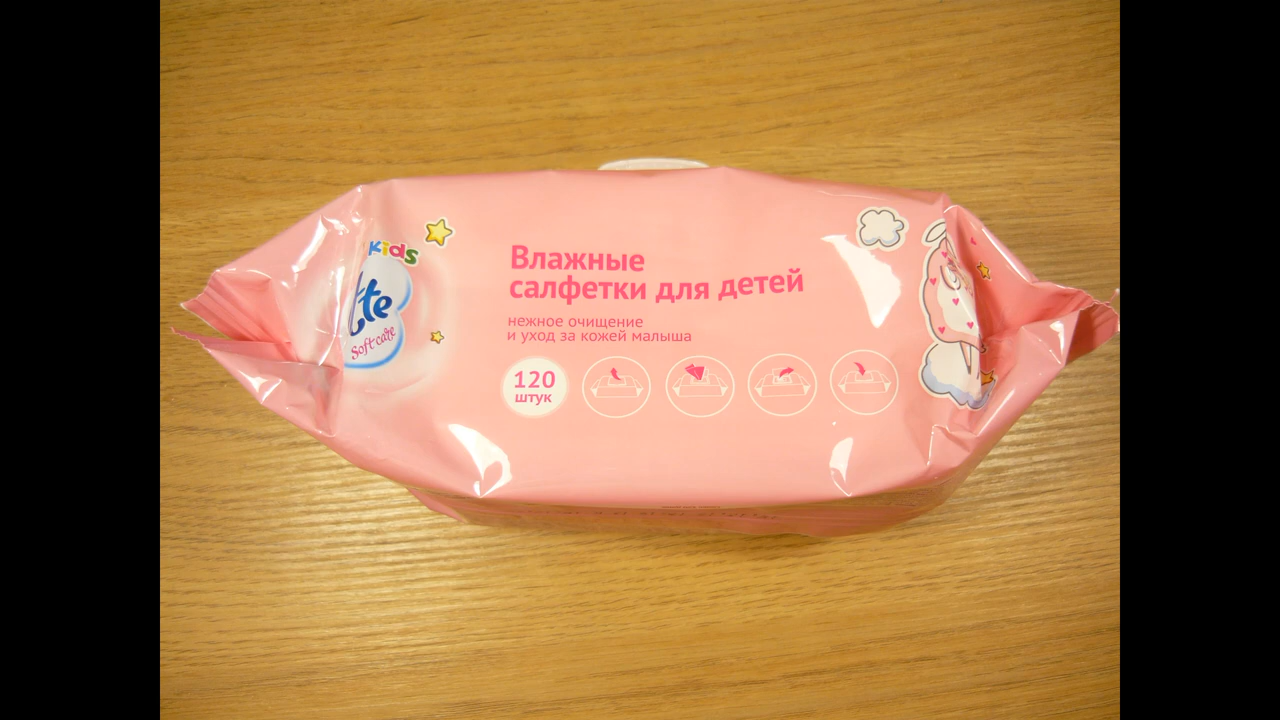 kids
Soft care
Влажные
салфетки для детей
нежное очищение
и уход за кожей малыша
120
штук